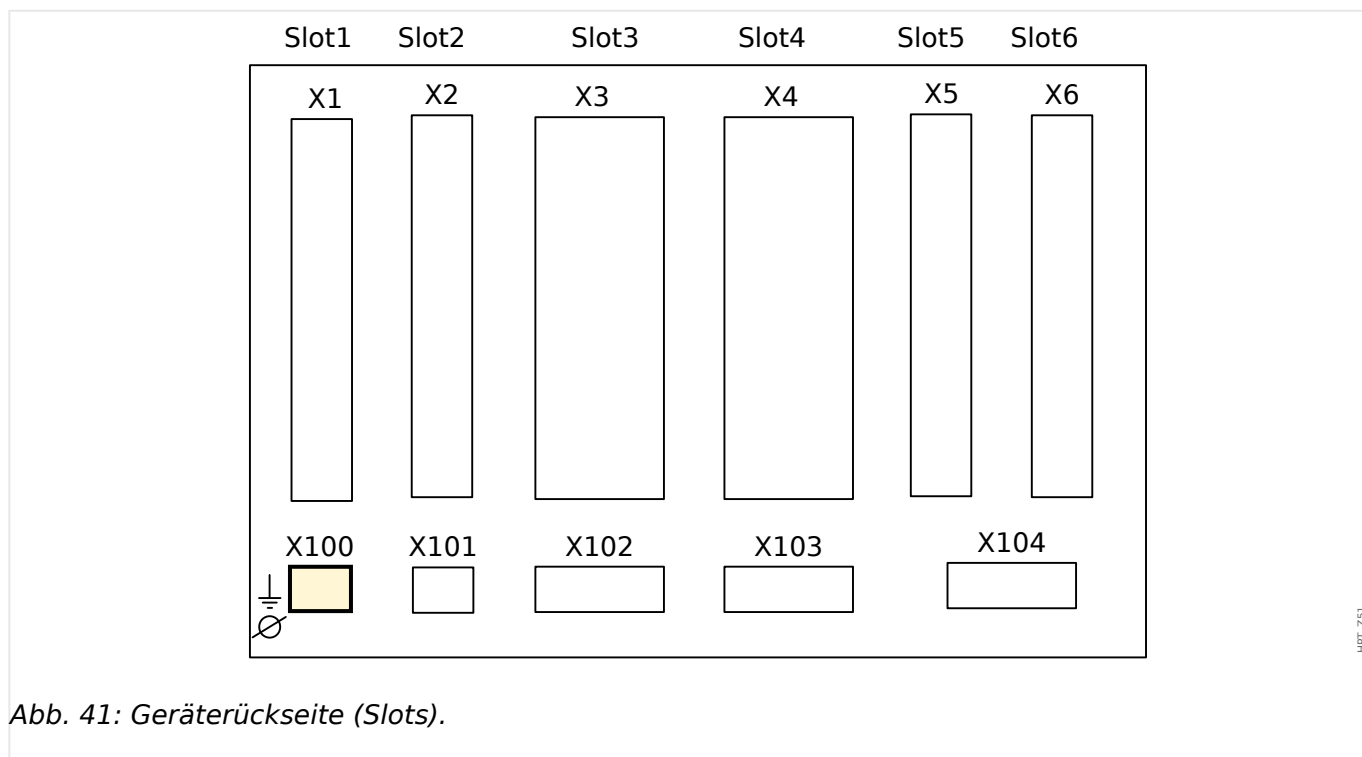 Slot1 Slot2 Slot3 Slot4 Slot5 Slot6
X1 X2 X3 X4 X5 X6
X100 X101 X102 X103 X104
Abb. 41: Geräterückseite (Slots).